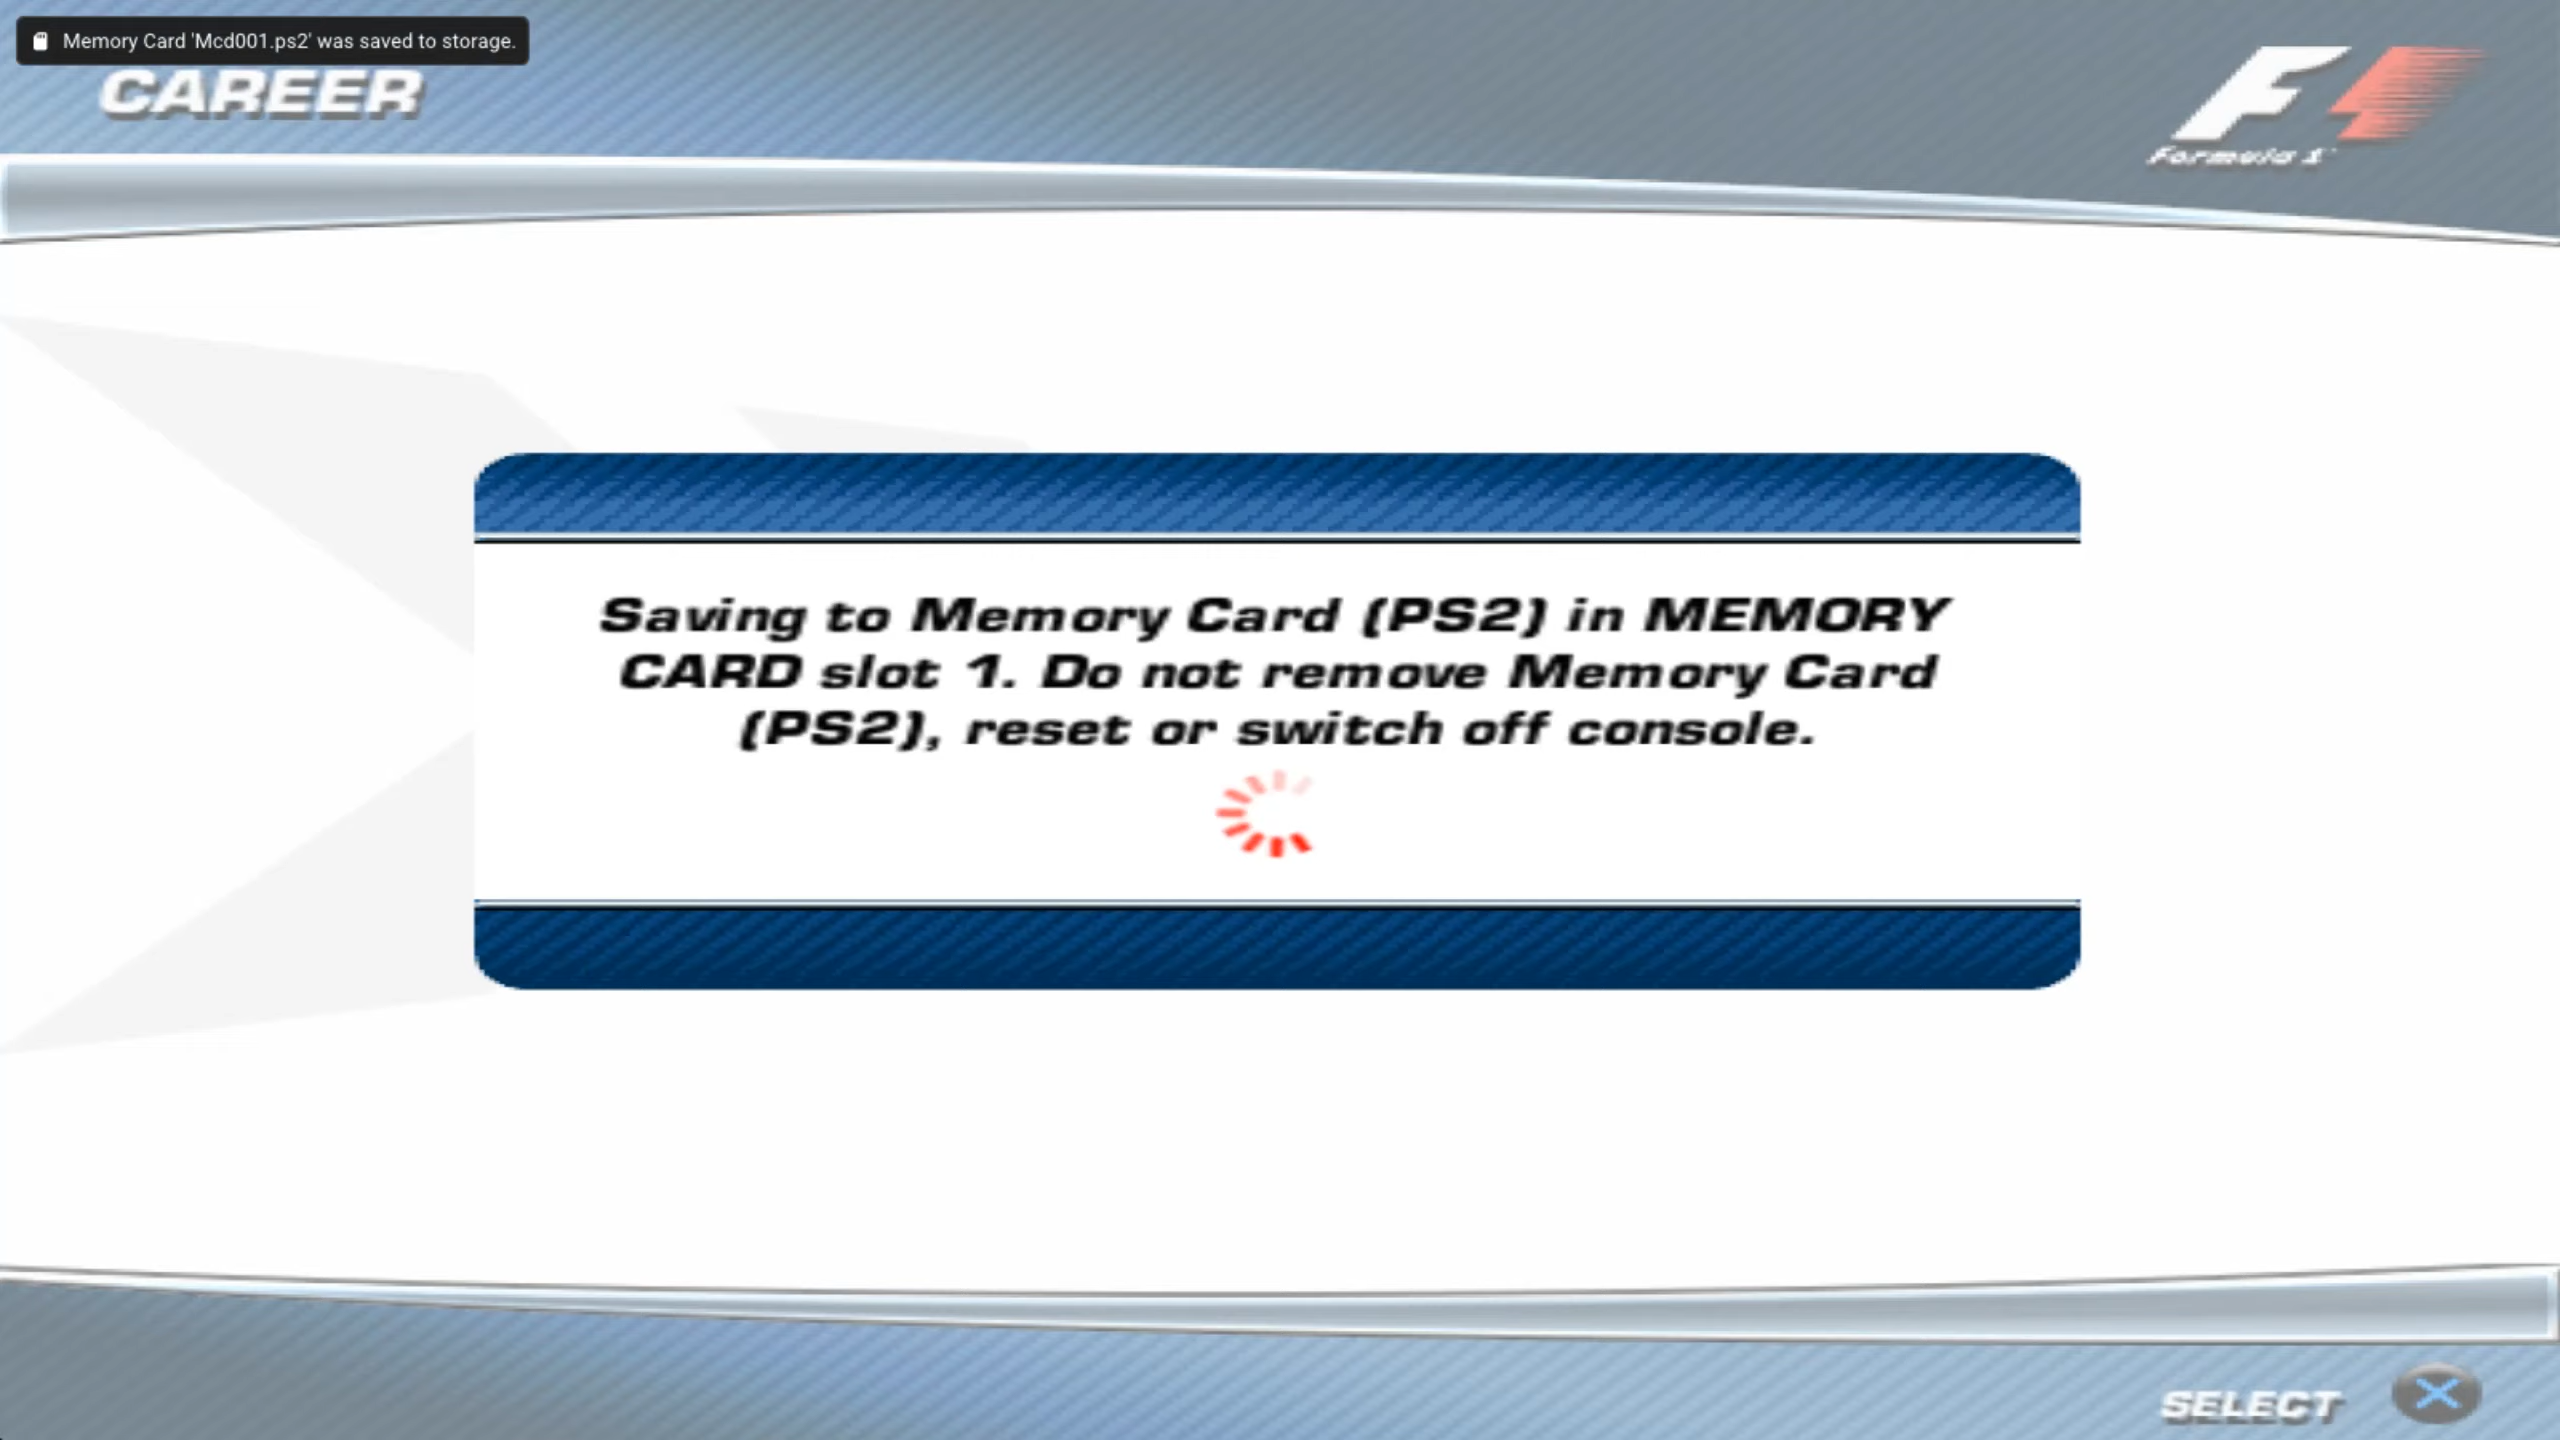 Memory Card 'Mcd001.ps2' was saved to storage.
CAREER
F1
Formula 1
Saving to Memory Card (PS2) in MEMORY
CARD slot 1. Do not remove Memory Card
(PS2), reset or switch off console.
SELECT